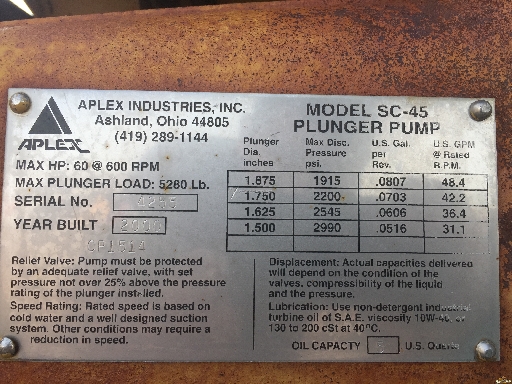 APLEX INDUSTRIES, INC.
Ashland, Ohio 44805
(419) 289-1144
APLEX
MAX HP: 60 @ 600 RPM
MAX PLUNGER LOAD: 5280 Lb.
SERIAL No.
YEAR BUILT 2000
MODEL SC-45
PLUNGER PUMP
Plunger Dia. inches Max Disc. Pressure psi. U.S. Gal. per Rev. U.S. GPM @ Rated R.P.M.
1.875 1915 .0807 48.4
1.750 2200 .0703 42.2
1.625 2545 .0606 36.4
1.500 2990 .0516 31.1
Relief Valve: Pump must be protected
by an adequate relief valve, with set
pressure not over 25% above the pressure
rating of the plunger installed.
Speed Rating: Rated speed is based on
cold water and a well designed suction
system. Other conditions may require a
reduction in speed.
Displacement: Actual capacities delivered
will depend on the condition of the
valves, compressibility of the liquid
and the pressure.
Lubrication: Use non-detergent industrial
turbine oil of S.A.E. viscosity 10W-40, or
130 to 200 cSt at 40°C.
OIL CAPACITY U.S. Quarts